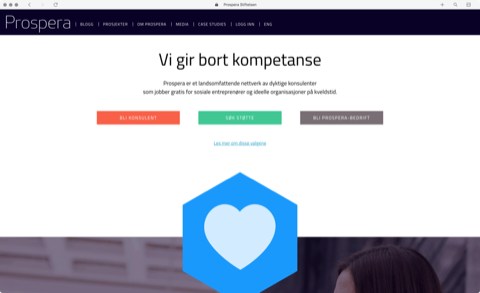 Prospera Stiftelsen
Prospera | BLOGG | PROSJEKTER | OM PROSPERA | MEDIA | CASE STUDIES | LOGG INN | ENG
Vi gir bort kompetanse
Prospera er et landsomfattende nettverk av dyktige konsulenter
som jobber gratis for sosiale entreprenører og ideelle organisasjoner på kveldstid.
BLI KONSULENT
SØK STØTTE
BLI PROSPERA-BEDRIFT
Les mer om disse valgene